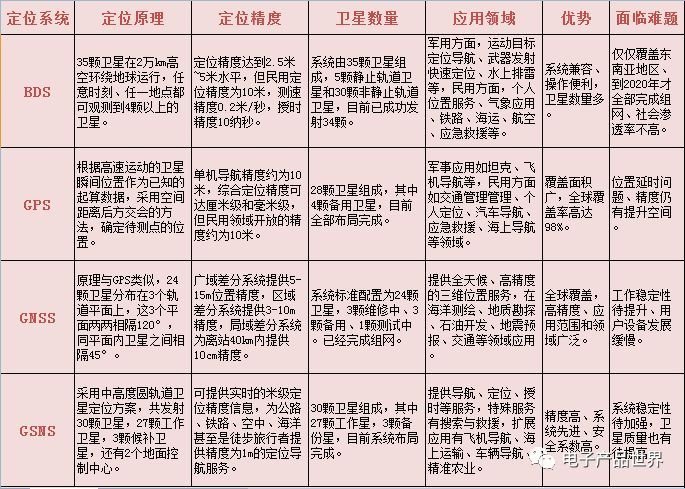 定位系统 定位原理 定位精度 卫星数量 应用领域 优势 面临难题
BDS
35颗卫星在2万km高
空环绕地球运行，任
意时刻、任一地点都
可观测到4颗以上的
卫星。
定位精度达到2.5米
~5米水平，但民用定
位精度为10米，测速
精度0.2米/秒，授时
精度10纳秒。
系统由35颗卫星组
成，5颗静止轨道卫
星和30颗非静止轨道
卫星，目前已成功发
射34颗。
军用方面，运动目标
定位导航、武器发射
快速定位、水上排雷
等，民用方面，个人
位置服务、气象应用
、铁路、海运、航空
、应急救援等。
系统兼容、
操作便利，
卫星数量多
。
仅仅覆盖东
南亚地区、
到2020年才
全部完成组
网、社会渗
透率不高。
GPS
根据高速运动的卫星
瞬间位置作为已知的
起算数据，采用空间
距离后方交会的方
法，确定待测点的位
置。
单机导航精度约为10
米，综合定位精度可
达厘米级和毫米级，
但民用领域开放的精
度约为10米。
28颗卫星组成，其中
4颗备用卫星，目前
全部布局完成。
军事应用如坦克、飞
机导航等，民用方面
如交通管理管理、个
人定位、汽车导航、
应急救援、海上导航
等领域。
覆盖面积
广，全球覆
盖率高达
98%。
位置延时问
题、精度仍
有提升空间
。
GNSS
原理与GPS类似，24
颗卫星分布在3个轨
道平面上，这3个平
面两两相隔120°，
同平面内卫星之间相
隔45°。
广域差分系统提供5-
15m位置精度，区域
差分系统提供3-10m
精度，局域差分系统
为离站40km内提供
10cm精度。
系统标准配置为24颗
卫星，3颗维修中、3
颗备用、1颗测试中
。已经完成组网。
提供全天候、高精度
的三维位置服务，在
海洋测绘、地质勘探
、石油开发、地震预
报、交通等领域应用
。
全球覆盖，
高精度、应
用范围和领
域广泛。
工作稳定性
待提升、用
户设备发展
缓慢。
GSNS
采用中高度圆轨道卫
星定位方案，共发射
30颗卫星，27颗工作
卫星，3颗候补卫
星，还有2个地面控
制中心。
可提供实时的米级定
位精度信息，为公路
、铁路、空中、海洋
甚至是徒步旅行者提
供精度为1m的定位导
航服务。
30颗卫星组成，其中
27颗工作星，3颗备
份星，目前系统布局
完成。
提供导航、定位、授
时等服务，特殊服务
有搜索与救援，扩展
应用有飞机导航、海
上运输、车辆导航、
精准农业。
精度高、系
统先进、安
全系数高。
系统稳定性
待加强，卫
星质量也有
待提高
电子产品世界